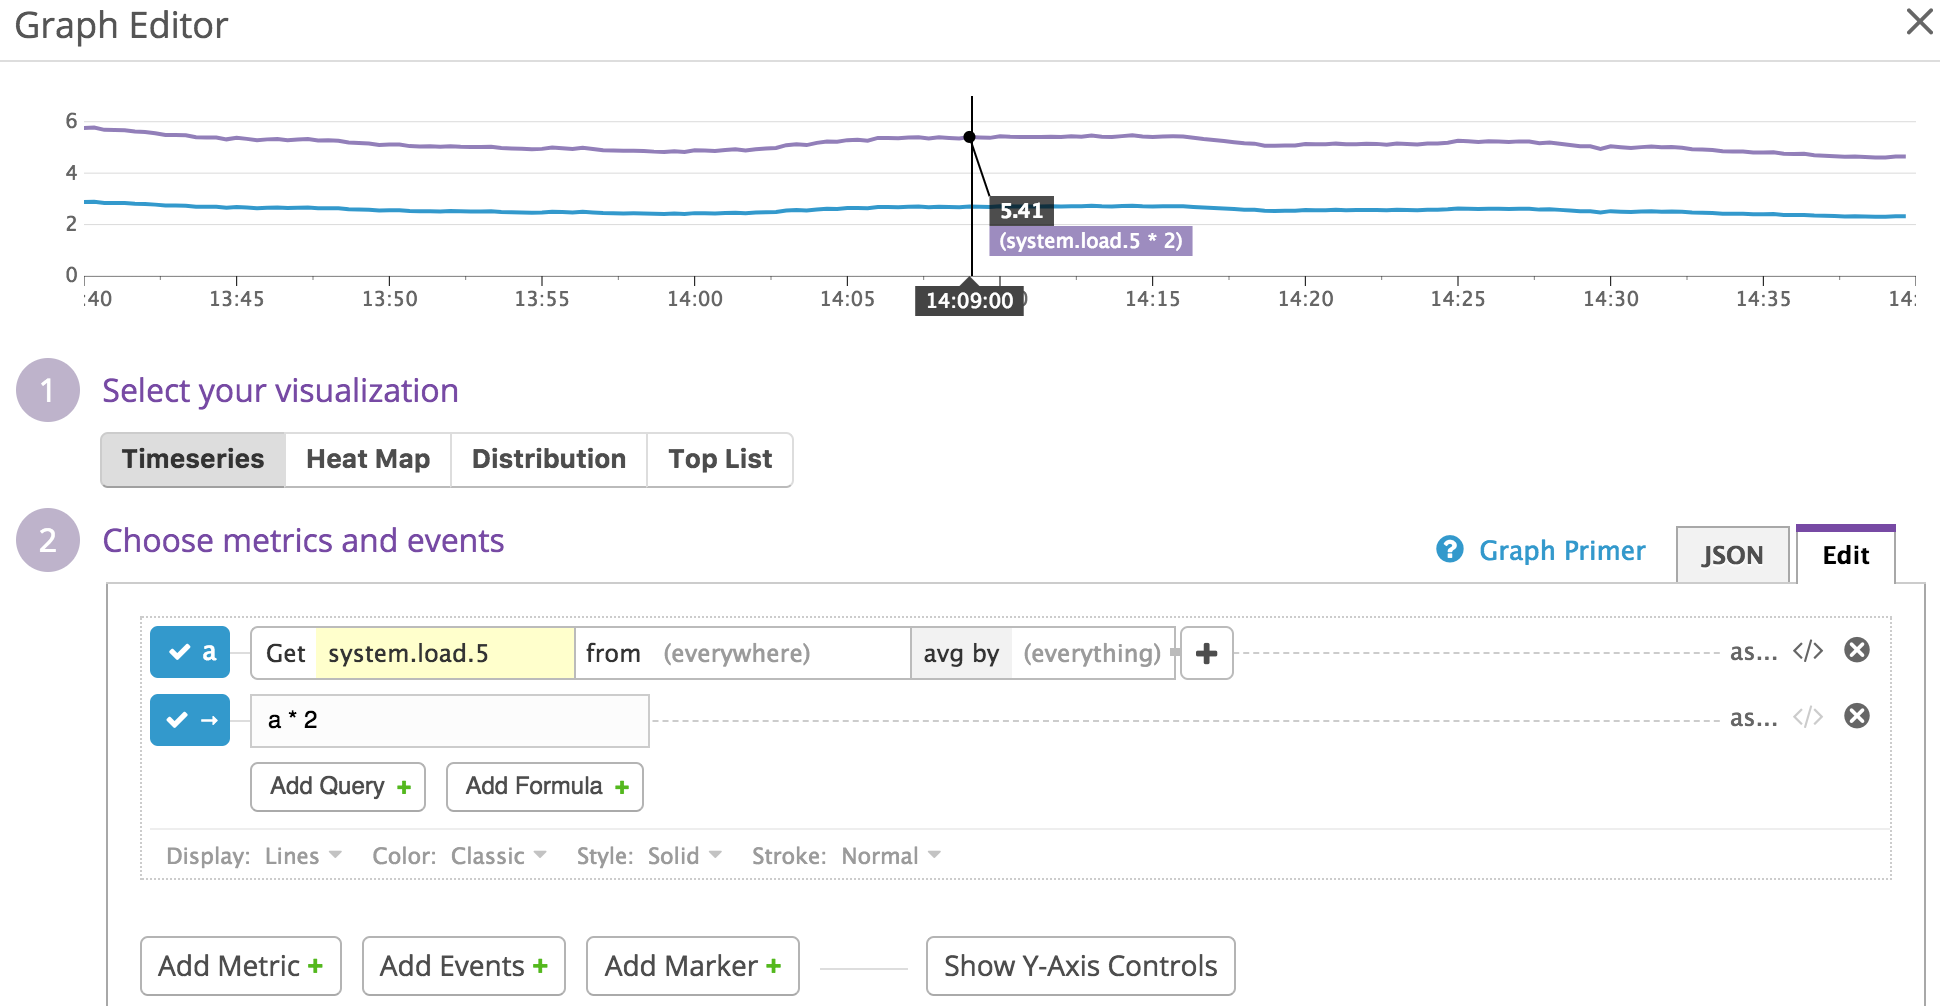 Graph Editor
6
4
2
0
5.41
(system.load.5 * 2)
:40 13:45 13:50 13:55 14:00 14:05 14:09:00 14:15 14:20 14:25 14:30 14:35 14:
1 Select your visualization
Timeseries Heat Map Distribution Top List
2 Choose metrics and events
? Graph Primer JSON Edit
a Get system.load.5 from (everywhere) avg by (everything) + as... </>
→ a * 2 as... </>
Add Query + Add Formula +
Display: Lines Color: Classic Style: Solid Stroke: Normal
Add Metric + Add Events + Add Marker + Show Y-Axis Controls